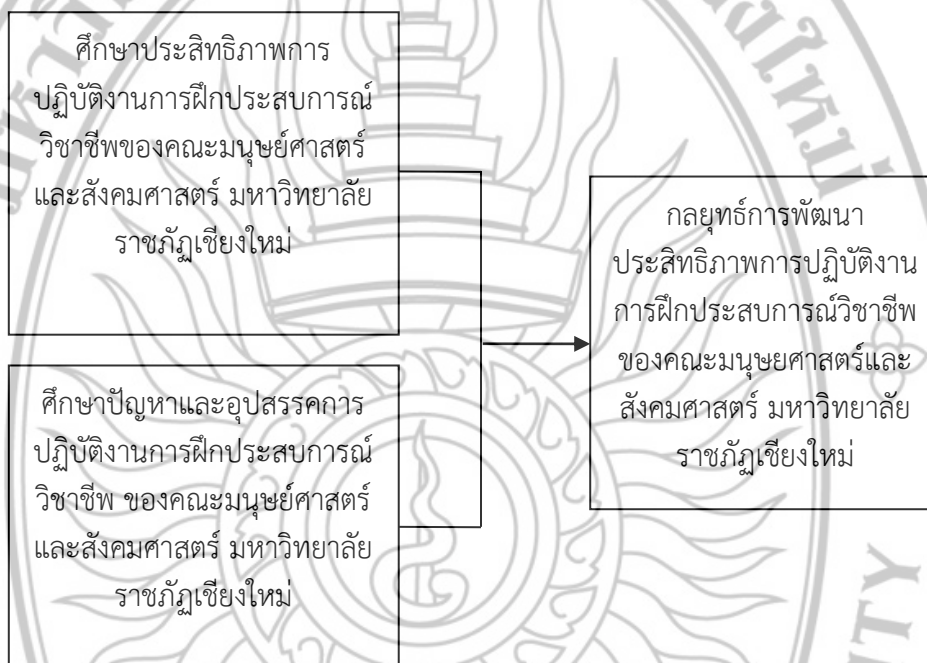 ศึกษาประสิทธิภาพการ
ปฏิบัติงานการฝึกประสบการณ์
วิชาชีพของคณะมนุษย์ศาสตร์
และสังคมศาสตร์ มหาวิทยาลัย
ราชภัฏเชียงใหม่
กลยุทธ์การพัฒนา
ประสิทธิภาพการปฏิบัติงาน
การฝึกประสบการณ์วิชาชีพ
ของคณะมนุษยศาสตร์และ
สังคมศาสตร์ มหาวิทยาลัย
ราชภัฏเชียงใหม่
ศึกษาปัญหาและอุปสรรคการ
ปฏิบัติงานการฝึกประสบการณ์
วิชาชีพ ของคณะมนุษย์ศาสตร์
และสังคมศาสตร์ มหาวิทยาลัย
ราชภัฏเชียงใหม่